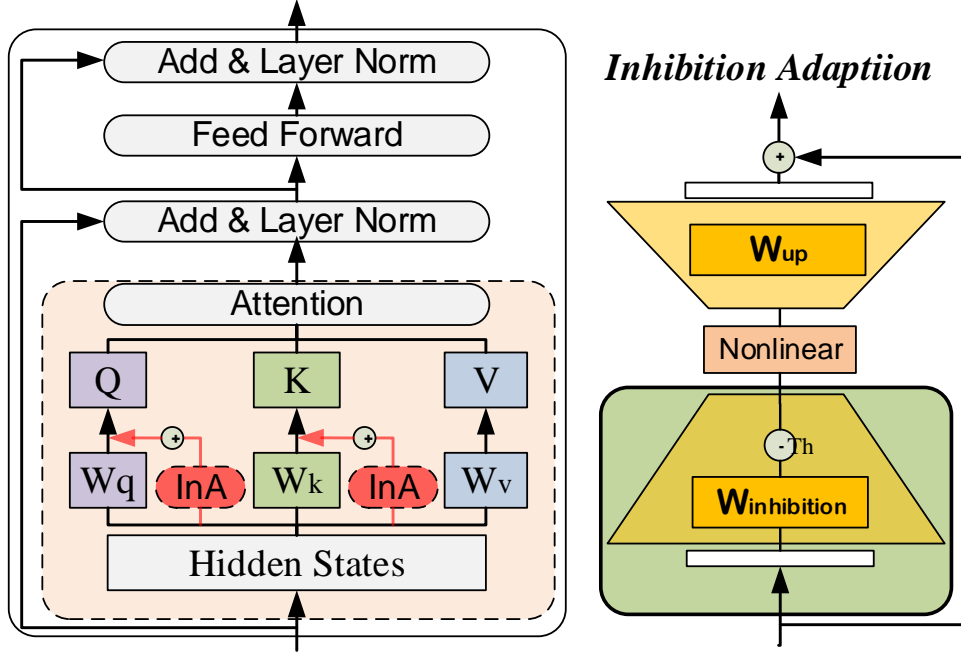 Add & Layer Norm
Feed Forward
Add & Layer Norm
Attention
Q
K
V
+
+
Wq
InA
Wk
InA
Wv
Hidden States
Inhibition Adaptiion
+
Wup
Nonlinear
- Th
Winhibition